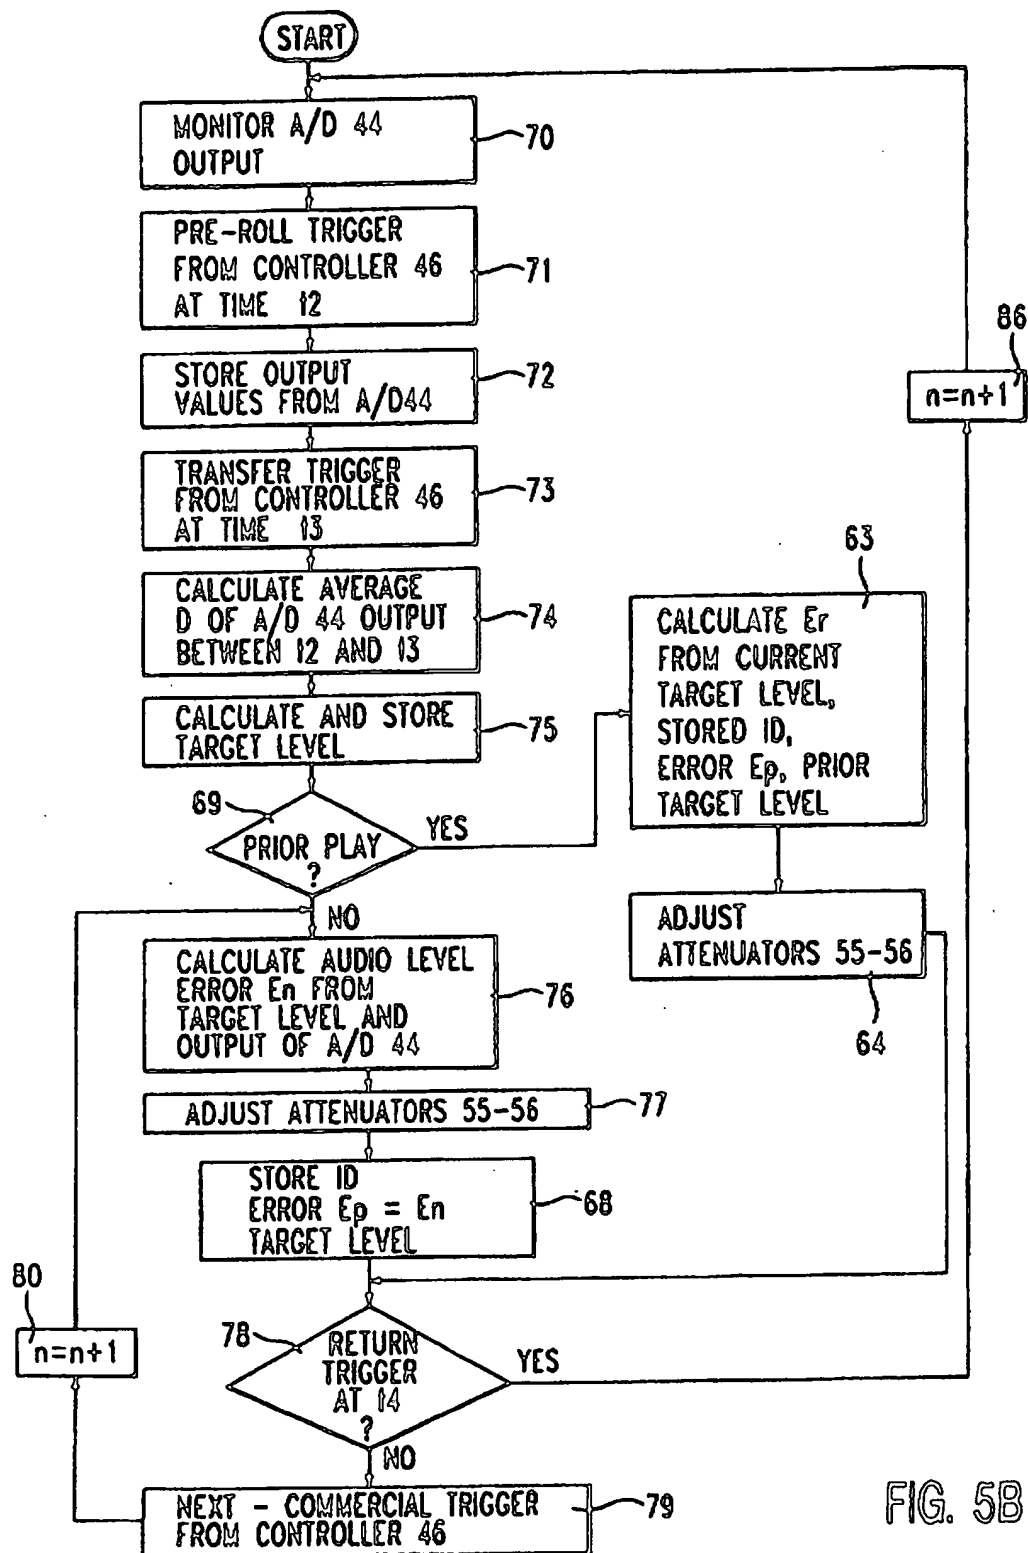 START
MONITOR A/D 44
OUTPUT
70
PRE-ROLL TRIGGER
FROM CONTROLLER 46
AT TIME t2
71
STORE OUTPUT
VALUES FROM A/D44
72
TRANSFER TRIGGER
FROM CONTROLLER 46
AT TIME t3
73
CALCULATE AVERAGE
D OF A/D 44 OUTPUT
BETWEEN t2 AND t3
74
CALCULATE AND STORE
TARGET LEVEL
75
69
PRIOR PLAY
?
YES
NO
63
CALCULATE Er
FROM CURRENT
TARGET LEVEL,
STORED ID,
ERROR Ep, PRIOR
TARGET LEVEL
ADJUST
ATTENUATORS 55-56
64
CALCULATE AUDIO LEVEL
ERROR En FROM
TARGET LEVEL AND
OUTPUT OF A/D 44
76
ADJUST ATTENUATORS 55-56
77
STORE ID
ERROR Ep = En
TARGET LEVEL
68
78
RETURN
TRIGGER
AT t4
?
YES
NO
NEXT - COMMERCIAL TRIGGER
FROM CONTROLLER 46
79
80
n=n+1
86
n=n+1
FIG. 5B